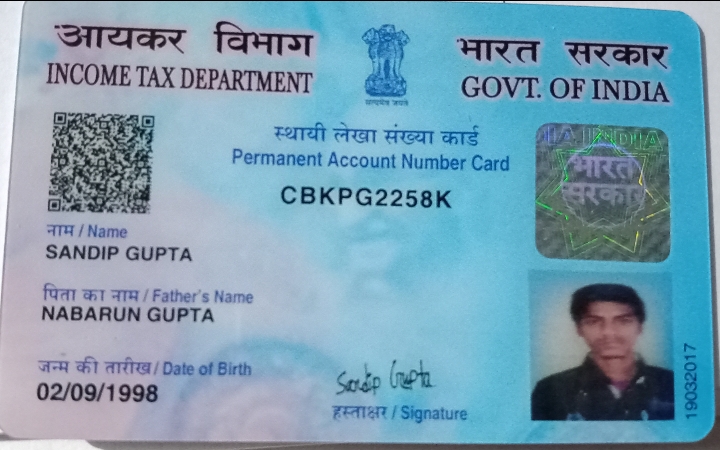 आयकर विभाग
INCOME TAX DEPARTMENT
सत्यमेव जयते
भारत सरकार
GOVT. OF INDIA
स्थायी लेखा संख्या कार्ड
Permanent Account Number Card
CBKPG2258K
INDIA
भारत
सरकार
नाम / Name
SANDIP GUPTA
पिता का नाम / Father's Name
NABARUN GUPTA
जन्म की तारीख / Date of Birth
02/09/1998
Sandip Gupta
हस्ताक्षर / Signature
19032017